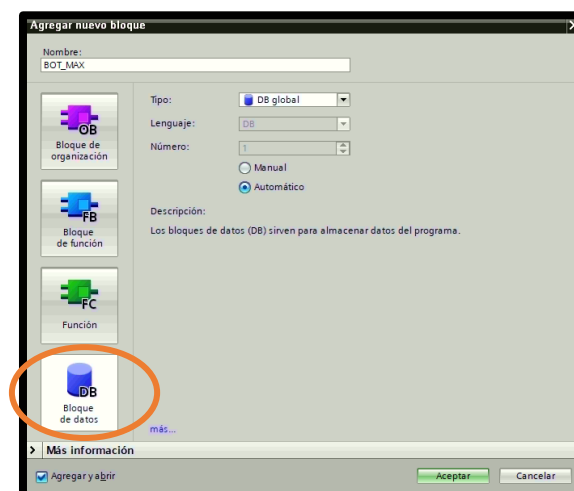 Agregar nuevo bloque
Nombre:
BOT_MAX
OB
Bloque de
organización
FB
Bloque
de función
FC
Función
DB
Bloque
de datos
Tipo: DB global
Lenguaje: DB
Número: 1
Manual
Automático
Descripción:
Los bloques de datos (DB) sirven para almacenar datos del programa.
más...
> Más información
Agregar y abrir
Aceptar Cancelar